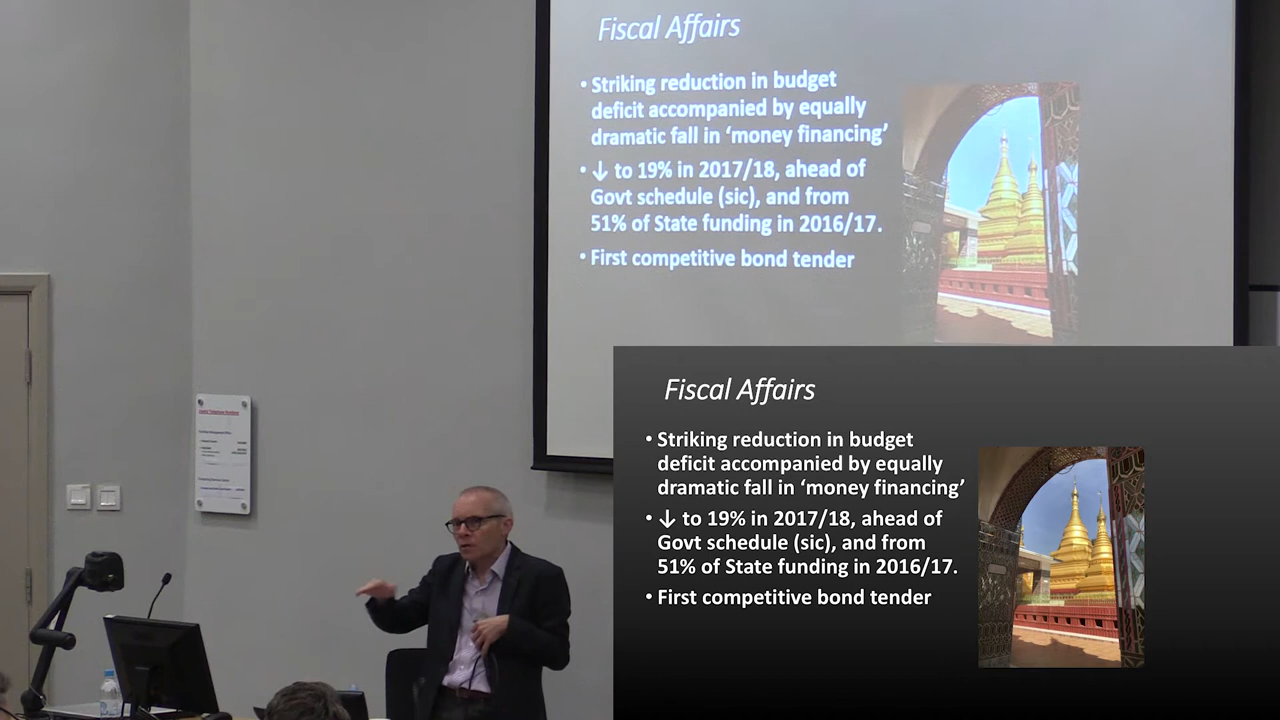 Fiscal Affairs
• Striking reduction in budget
deficit accompanied by equally
dramatic fall in ‘money financing’
• ↓ to 19% in 2017/18, ahead of
Govt schedule (sic), and from
51% of State funding in 2016/17.
• First competitive bond tender
Fiscal Affairs
• Striking reduction in budget
deficit accompanied by equally
dramatic fall in ‘money financing’
• ↓ to 19% in 2017/18, ahead of
Govt schedule (sic), and from
51% of State funding in 2016/17.
• First competitive bond tender